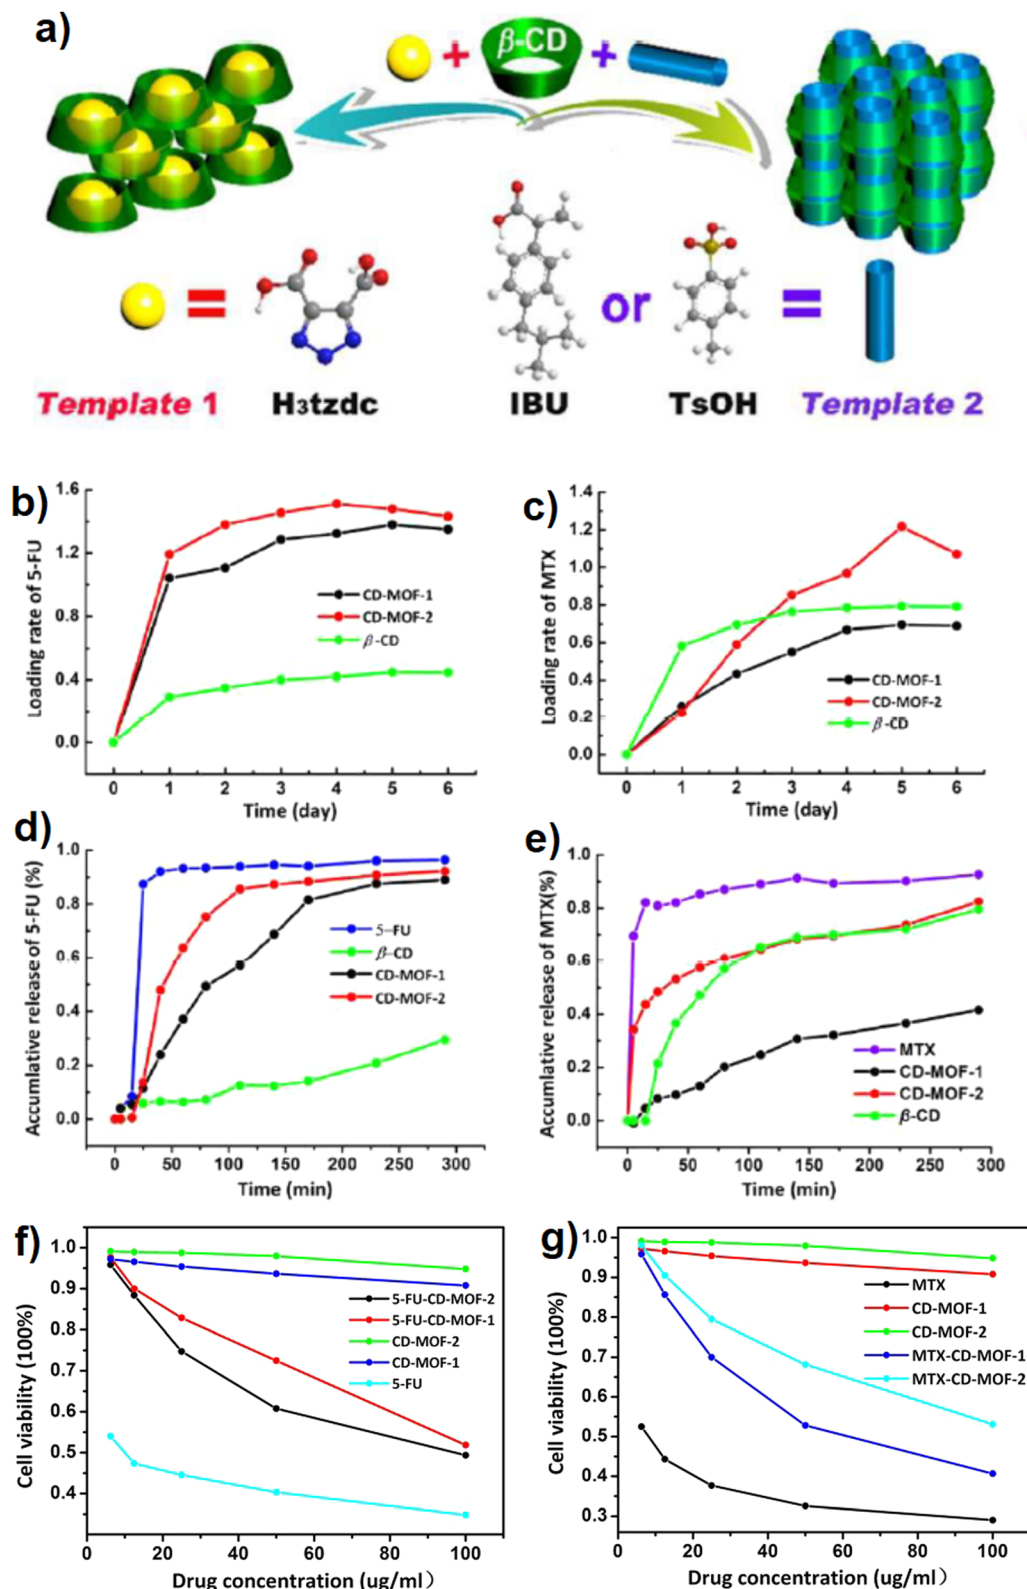 a)
+ β-CD +
= or =
Template 1 H3tzdc IBU TsOH Template 2
b)
Loading rate of 5-FU
1.6
1.2
0.8
0.4
0.0
CD-MOF-1
CD-MOF-2
β-CD
0 1 2 3 4 5 6
Time (day)
c)
Loading rate of MTX
1.4
1.2
1.0
0.8
0.6
0.4
0.2
0.0
CD-MOF-1
CD-MOF-2
β-CD
0 1 2 3 4 5 6
Time (day)
d)
Accumlative release of 5-FU (%)
1.0
0.8
0.6
0.4
0.2
0.0
5-FU
β-CD
CD-MOF-1
CD-MOF-2
0 50 100 150 200 250 300
Time (min)
e)
Accumulative release of MTX(%)
1.0
0.8
0.6
0.4
0.2
0.0
MTX
CD-MOF-1
CD-MOF-2
β-CD
0 50 100 150 200 250 300
Time (min)
f)
Cell viability (100%)
1.0
0.9
0.8
0.7
0.6
0.5
0.4
5-FU-CD-MOF-2
5-FU-CD-MOF-1
CD-MOF-2
CD-MOF-1
5-FU
0 20 40 60 80 100
Drug concentration (ug/ml)
g)
Cell viability (100%)
1.0
0.9
0.8
0.7
0.6
0.5
0.4
0.3
MTX
CD-MOF-1
CD-MOF-2
MTX-CD-MOF-1
MTX-CD-MOF-2
0 20 40 60 80 100
Drug concentration (ug/ml)